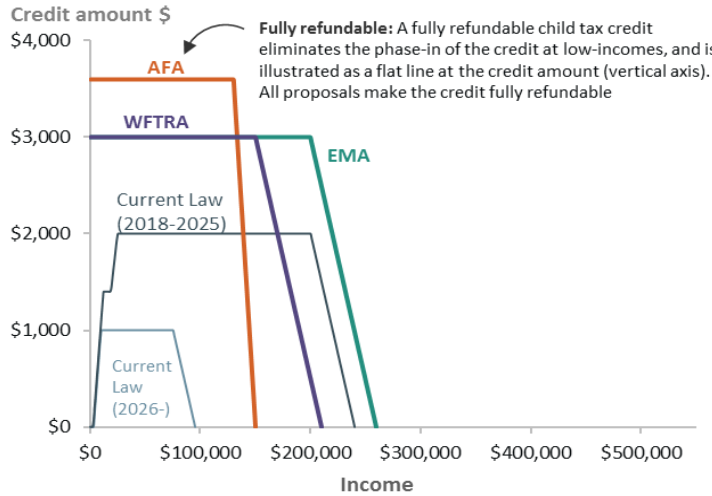 Credit amount $
$4,000
Fully refundable: A fully refundable child tax credit
eliminates the phase-in of the credit at low-incomes, and is
illustrated as a flat line at the credit amount (vertical axis).
All proposals make the credit fully refundable
AFA
$3,000
WFTRA
EMA
Current Law
(2018-2025)
$2,000
$1,000
Current
Law
(2026-)
$0
$0
$100,000
$200,000
$300,000
$400,000
$500,000
Income